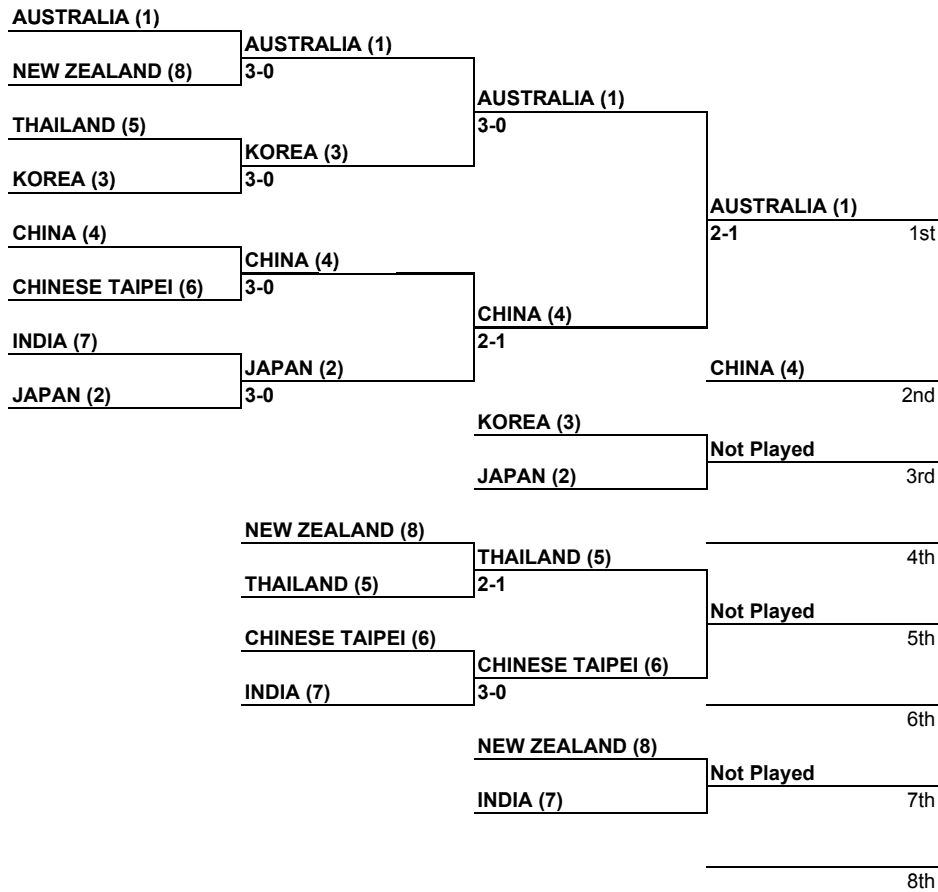 AUSTRALIA (1)
AUSTRALIA (1)
NEW ZEALAND (8) 3-0
AUSTRALIA (1)
THAILAND (5) 3-0
KOREA (3)
KOREA (3) 3-0
AUSTRALIA (1)
CHINA (4) 2-1 1st
CHINA (4)
CHINESE TAIPEI (6) 3-0
CHINA (4)
INDIA (7) 2-1
JAPAN (2) CHINA (4)
JAPAN (2) 3-0 2nd
KOREA (3)
Not Played
JAPAN (2) 3rd
NEW ZEALAND (8)
THAILAND (5) 4th
THAILAND (5) 2-1
Not Played
CHINESE TAIPEI (6) 5th
CHINESE TAIPEI (6)
INDIA (7) 3-0
6th
NEW ZEALAND (8)
Not Played
INDIA (7) 7th
8th